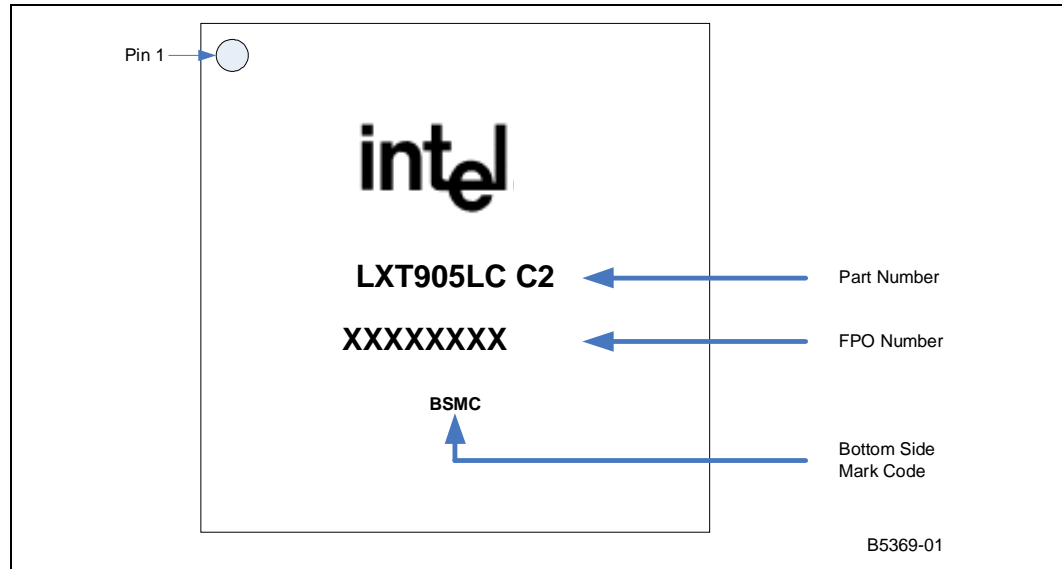 Pin 1
intel
LXT905LC C2
Part Number
XXXXXXXX
FPO Number
BSMC
Bottom Side
Mark Code
B5369-01